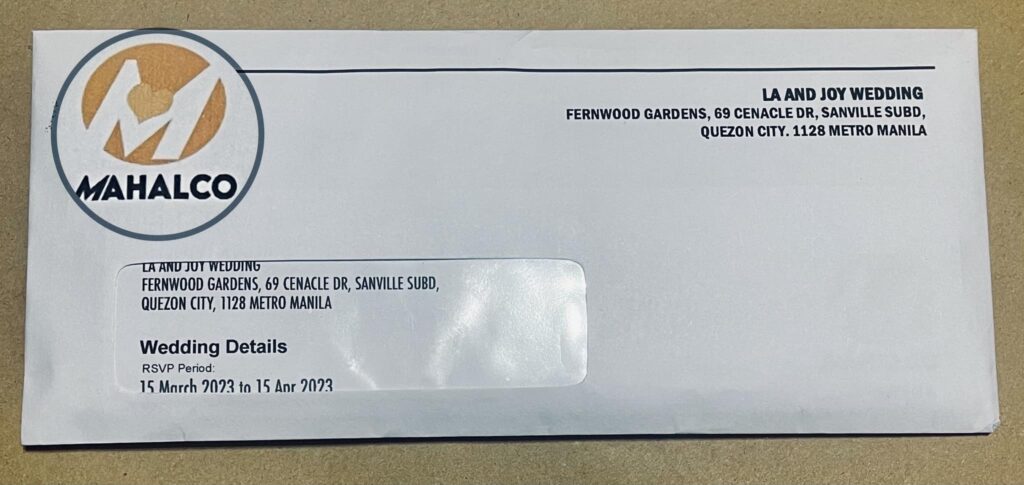 M
MAHALCO
LA AND JOY WEDDING
FERNWOOD GARDENS, 69 CENACLE DR, SANVILLE SUBD,
QUEZON CITY. 1128 METRO MANILA
LA AND JOY WEDDING
FERNWOOD GARDENS, 69 CENACLE DR, SANVILLE SUBD,
QUEZON CITY, 1128 METRO MANILA
Wedding Details
RSVP Period:
15 March 2023 to 15 Apr 2023